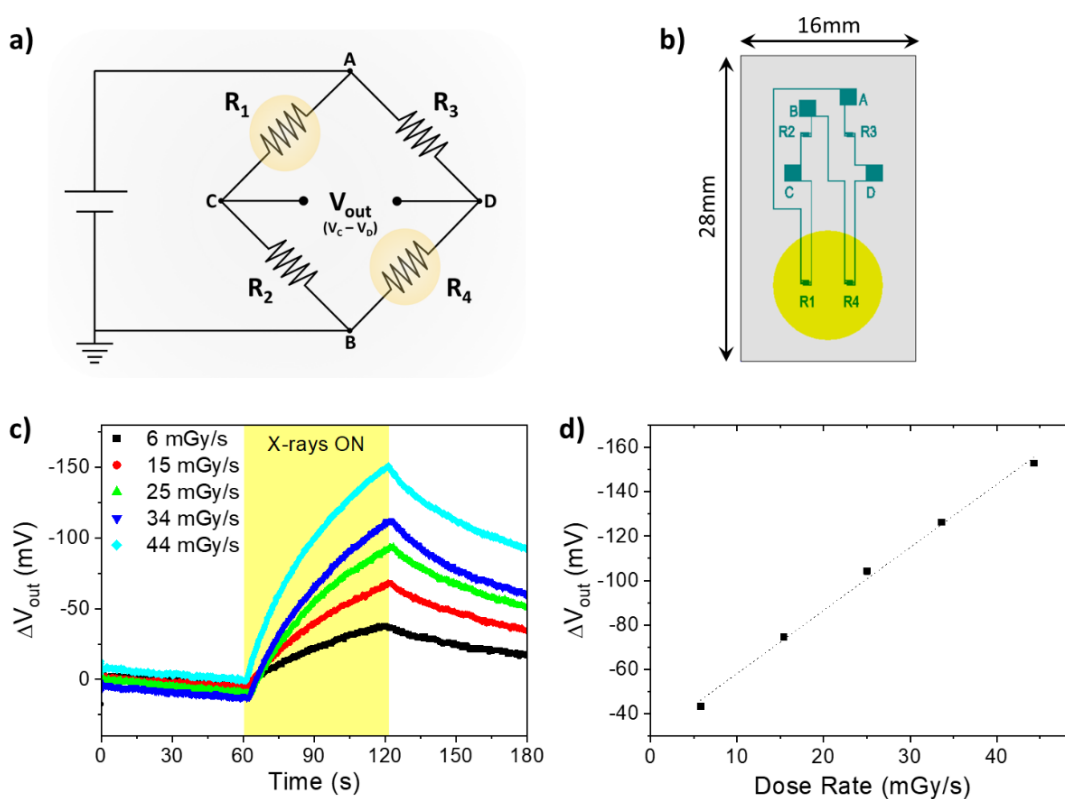 a)
A
R1
R3
C
Vout
(VC – VD)
D
R2
R4
B
b)
16mm
28mm
A
B
R2
R3
C
D
R1
R4
c)
X-rays ON
6 mGy/s
15 mGy/s
25 mGy/s
34 mGy/s
44 mGy/s
-150
-100
-50
0
ΔVout (mV)
0 30 60 90 120 150 180
Time (s)
d)
-160
-140
-120
-100
-80
-60
-40
ΔVout (mV)
0 10 20 30 40
Dose Rate (mGy/s)